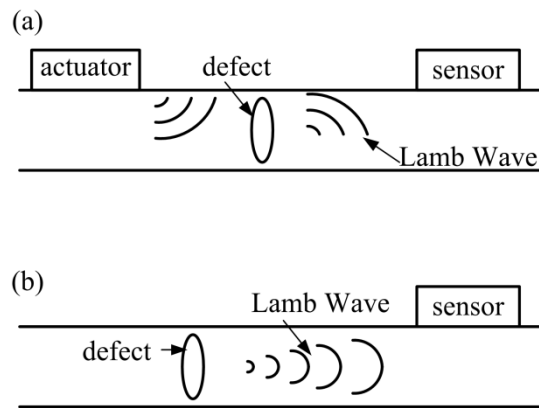 (a)
actuator
defect
sensor
Lamb Wave
(b)
Lamb Wave
sensor
defect